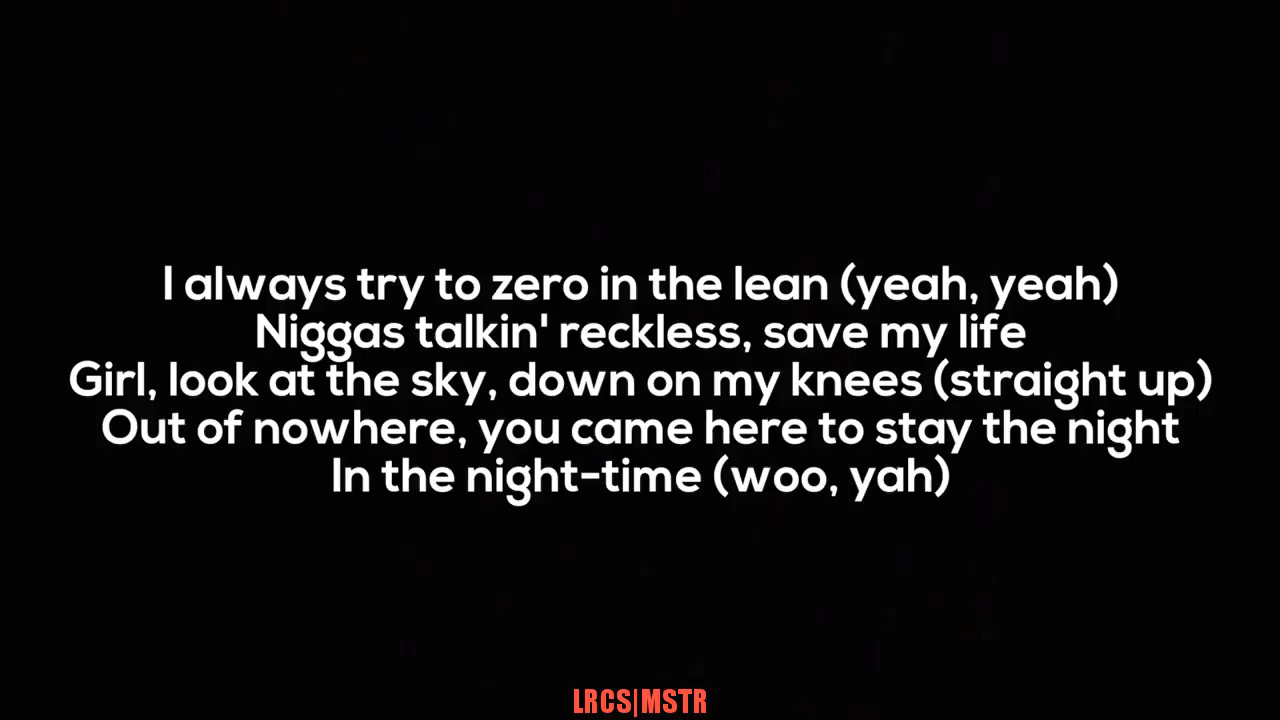 I always try to zero in the lean (yeah, yeah)
Niggas talkin' reckless, save my life
Girl, look at the sky, down on my knees (straight up)
Out of nowhere, you came here to stay the night
In the night-time (woo, yah)
LRCS|MSTR